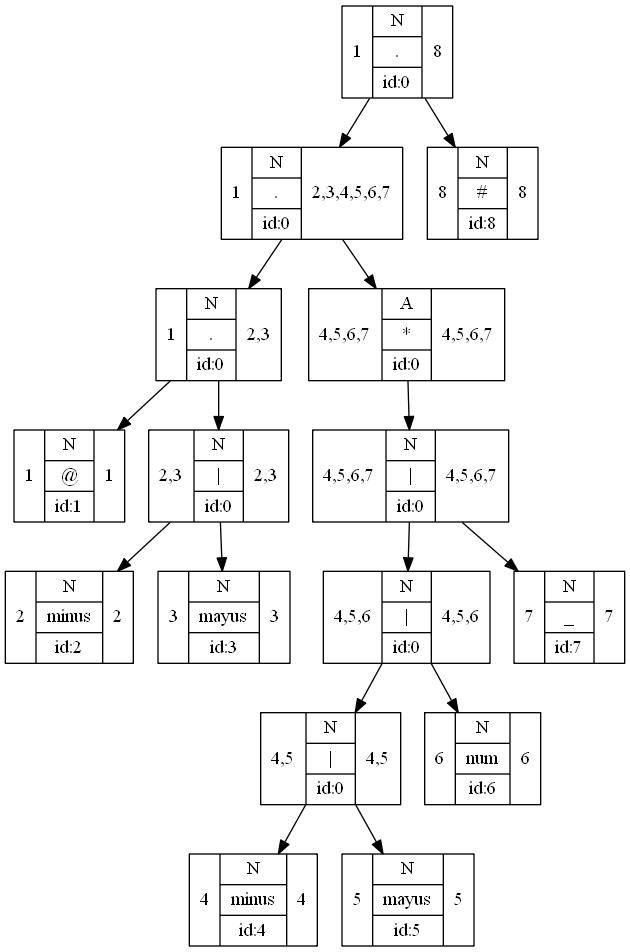 N
1 . 8
id:0
N
1 . 2,3,4,5,6,7
id:0
N
8 # 8
id:8
N
1 . 2,3
id:0
A
4,5,6,7 * 4,5,6,7
id:0
N
1 @ 1
id:1
N
2,3 | 2,3
id:0
N
4,5,6,7 | 4,5,6,7
id:0
N
2 minus 2
id:2
N
3 mayus 3
id:3
N
4,5,6 | 4,5,6
id:0
N
7 _ 7
id:7
N
4,5 | 4,5
id:0
N
6 num 6
id:6
N
4 minus 4
id:4
N
5 mayus 5
id:5